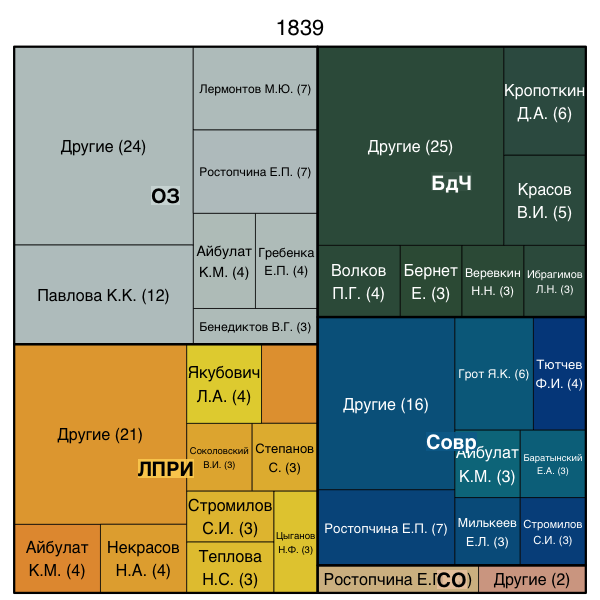 1839
Другие (24)
Лермонтов М.Ю. (7)
Ростопчина Е.П. (7)
ОЗ
Айбулат
К.М. (4)
Гребенка
Е.П. (4)
Павлова К.К. (12)
Бенедиктов В.Г. (3)
Другие (25)
Кропоткин
Д.А. (6)
БдЧ
Красов
В.И. (5)
Волков
П.Г. (4)
Бернет
Е. (3)
Веревкин
Н.Н. (3)
Ибрагимов
Л.Н. (3)
Другие (21)
Якубович
Л.А. (4)
ЛПРИ
Соколовский
В.И. (3)
Степанов
С. (3)
Айбулат
К.М. (4)
Некрасов
Н.А. (4)
Стромилов
С.И. (3)
Теплова
Н.С. (3)
Цыганов
Н.Ф. (3)
Другие (16)
Грот Я.К. (6)
Тютчев
Ф.И. (4)
Совр
Айбулат
К.М. (3)
Баратынский
Е.А. (3)
Ростопчина Е.П. (7)
Милькеев
Е.Л. (3)
Стромилов
С.И. (3)
Ростопчина
СО
Другие (2)